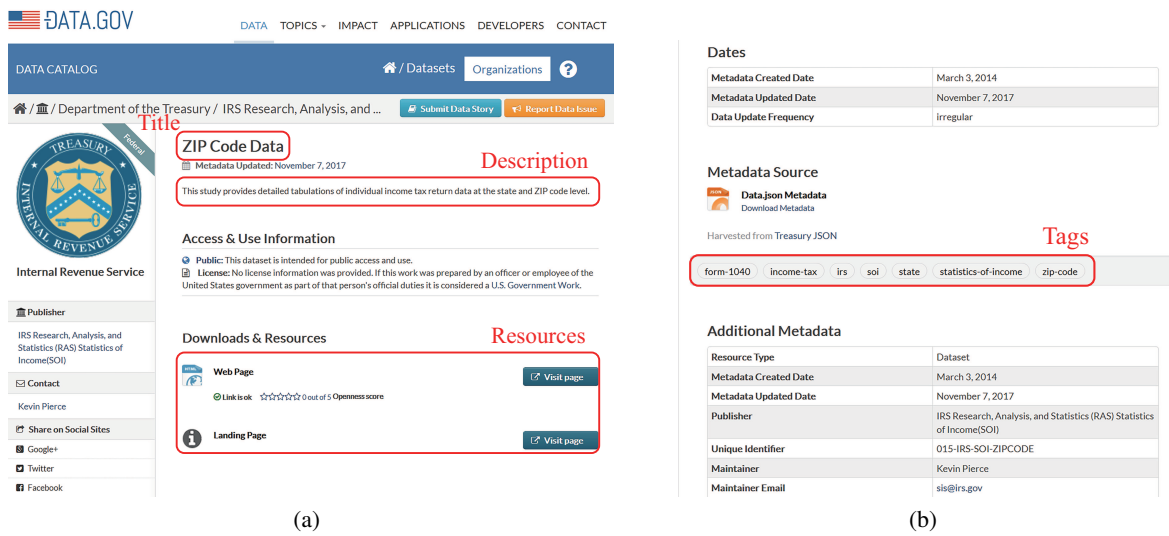 DATA.GOV
DATA TOPICS IMPACT APPLICATIONS DEVELOPERS CONTACT
DATA CATALOG
/ Datasets Organizations ?
/ / Department of the Treasury / IRS Research, Analysis, and ...
Submit Data Story
Report Data Issue
Title
Federal
TREASURY
INTERNAL REVENUE SERVICE
Internal Revenue Service
Publisher
IRS Research, Analysis, and
Statistics (RAS) Statistics of
Income(SOI)
Contact
Kevin Pierce
Share on Social Sites
Google+
Twitter
Facebook
ZIP Code Data
Metadata Updated: November 7, 2017
Description
This study provides detailed tabulations of individual income tax return data at the state and ZIP code level.
Access & Use Information
Public: This dataset is intended for public access and use.
License: No license information was provided. If this work was prepared by an officer or employee of the
United States government as part of that person's official duties it is considered a U.S. Government Work.
Downloads & Resources
Resources
HTML
Web Page
Visit page
Link is ok 0 out of 5 Openness score
Landing Page
Visit page
(a)
Dates
Metadata Created Date March 3, 2014
Metadata Updated Date November 7, 2017
Data Update Frequency irregular
Metadata Source
JSON
Data.json Metadata
Download Metadata
Harvested from Treasury JSON
Tags
form-1040 income-tax irs soi state statistics-of-income zip-code
Additional Metadata
Resource Type Dataset
Metadata Created Date March 3, 2014
Metadata Updated Date November 7, 2017
Publisher IRS Research, Analysis, and Statistics (RAS) Statistics
of Income(SOI)
Unique Identifier 015-IRS-SOI-ZIPCODE
Maintainer Kevin Pierce
Maintainer Email sis@irs.gov
(b)